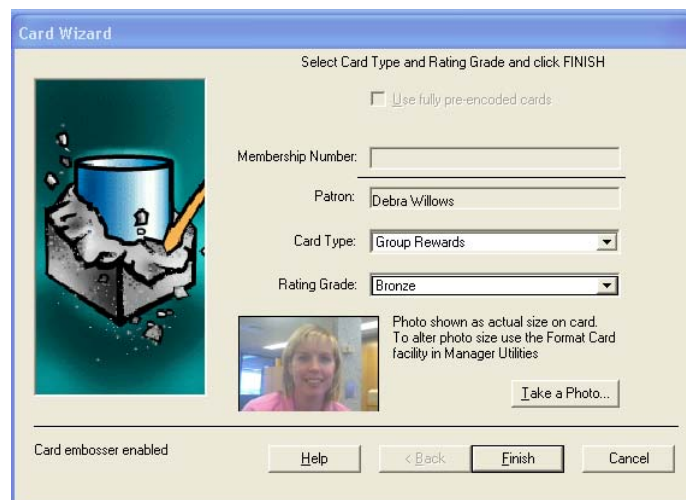 Card Wizard
Select Card Type and Rating Grade and click FINISH
Use fully pre-encoded cards
Membership Number:
Patron: Debra Willows
Card Type: Group Rewards
Rating Grade: Bronze
Photo shown as actual size on card.
To alter photo size use the Format Card
facility in Manager Utilities
Take a Photo...
Card embosser enabled
Help < Back Finish Cancel